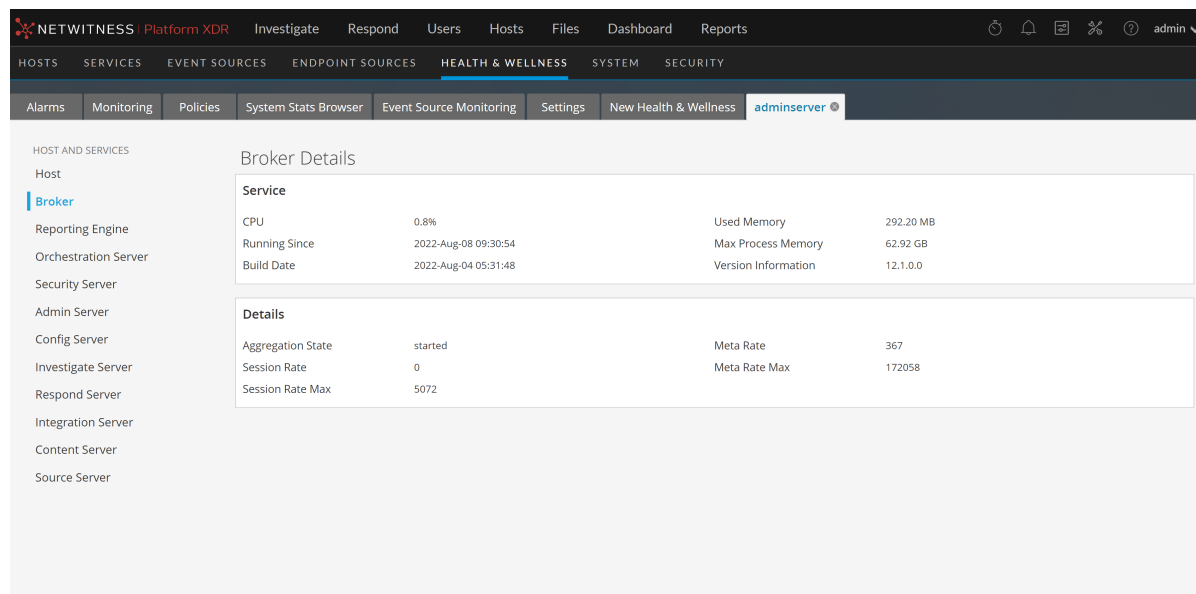 NETWITNESS Platform XDR Investigate Respond Users Hosts Files Dashboard Reports admin
HOSTS SERVICES EVENT SOURCES ENDPOINT SOURCES HEALTH & WELLNESS SYSTEM SECURITY
Alarms Monitoring Policies System Stats Browser Event Source Monitoring Settings New Health & Wellness adminserver
HOST AND SERVICES
Host
Broker
Reporting Engine
Orchestration Server
Security Server
Admin Server
Config Server
Investigate Server
Respond Server
Integration Server
Content Server
Source Server
Broker Details
Service
CPU 0.8% Used Memory 292.20 MB
Running Since 2022-Aug-08 09:30:54 Max Process Memory 62.92 GB
Build Date 2022-Aug-04 05:31:48 Version Information 12.1.0.0
Details
Aggregation State started Meta Rate 367
Session Rate 0 Meta Rate Max 172058
Session Rate Max 5072